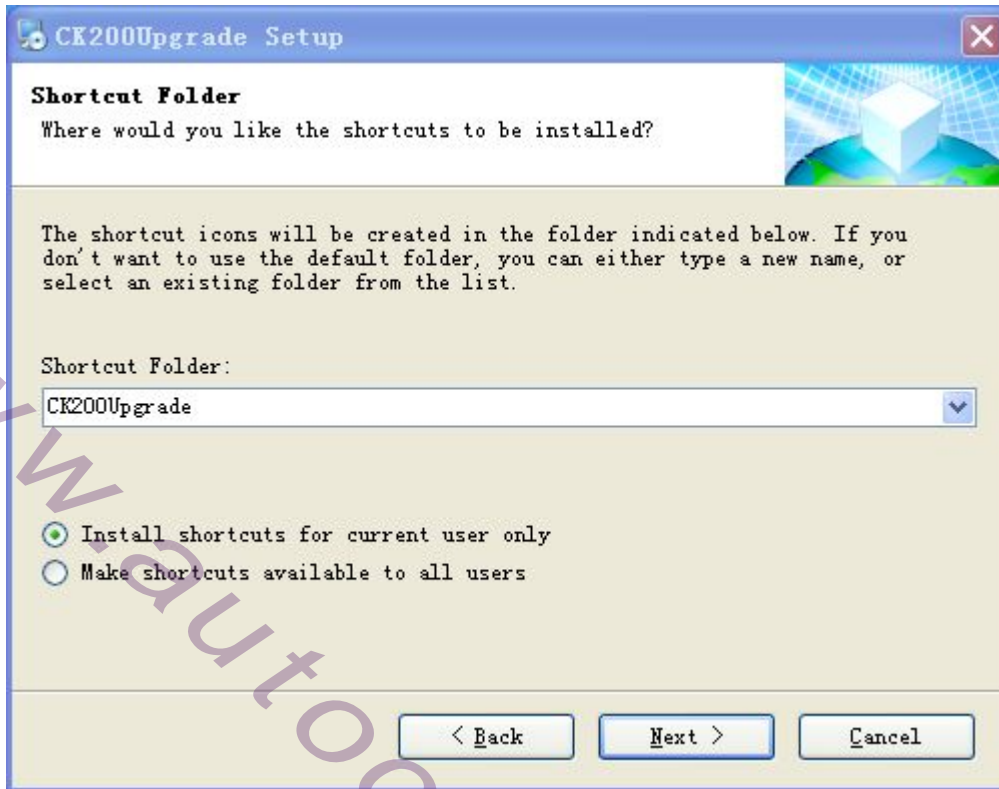 CK200Upgrade Setup
Shortcut Folder
Where would you like the shortcuts to be installed?
The shortcut icons will be created in the folder indicated below. If you
don't want to use the default folder, you can either type a new name, or
select an existing folder from the list.
Shortcut Folder:
CK200Upgrade
Install shortcuts for current user only
Make shortcuts available to all users
< Back
Next >
Cancel